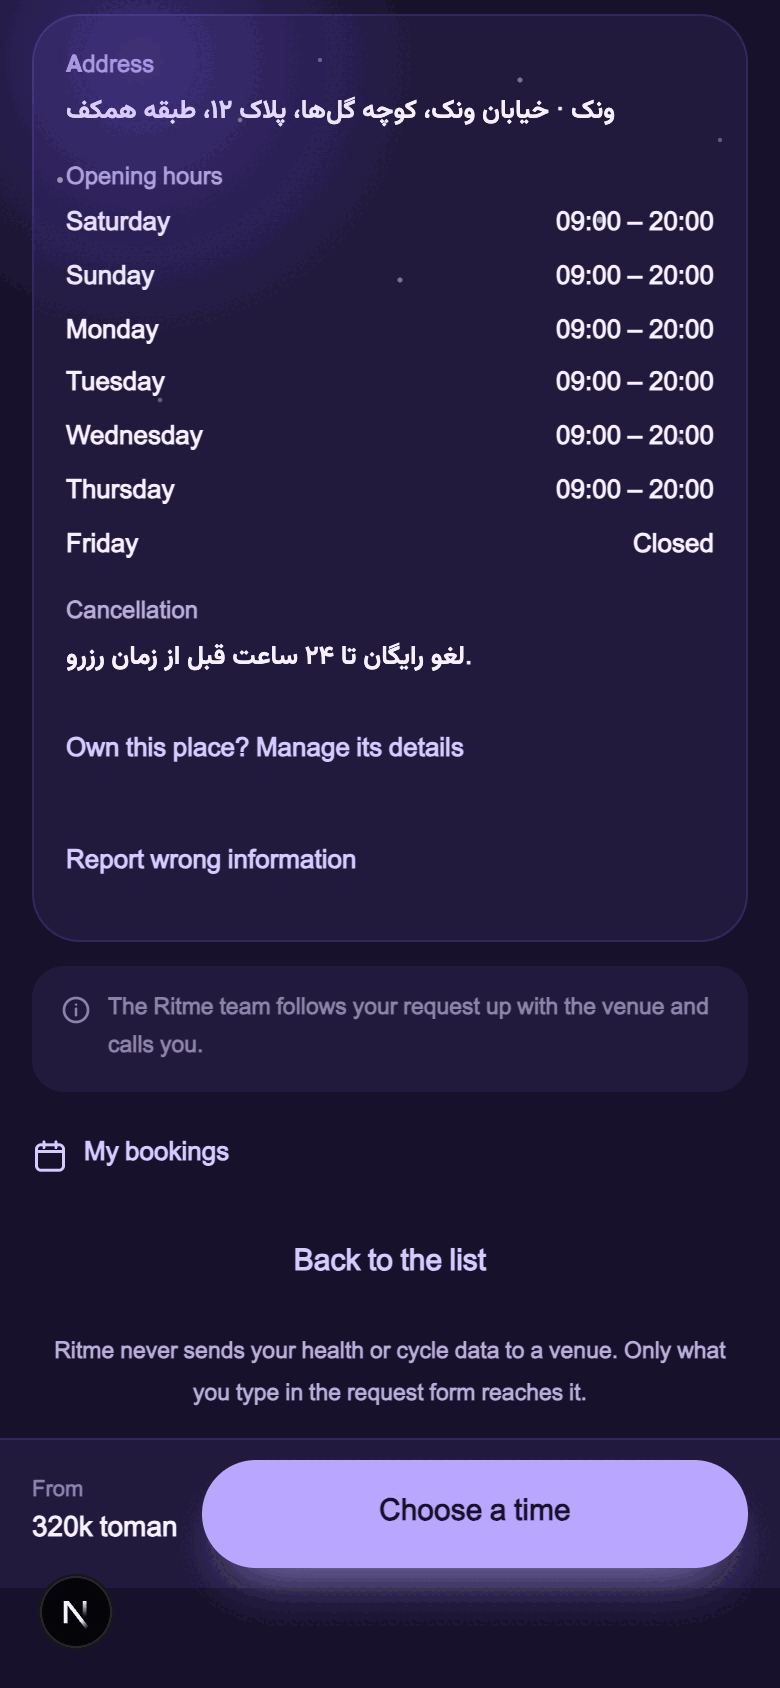 Address
ونک · خیابان ونک، کوچه گل‌ها، پلاک ۱۲، طبقه همکف
Opening hours
Saturday 09:00 – 20:00
Sunday 09:00 – 20:00
Monday 09:00 – 20:00
Tuesday 09:00 – 20:00
Wednesday 09:00 – 20:00
Thursday 09:00 – 20:00
Friday Closed
Cancellation
لغو رایگان تا ۲۴ ساعت قبل از زمان رزرو.
Own this place? Manage its details
Report wrong information
The Ritme team follows your request up with the venue and
calls you.
My bookings
Back to the list
Ritme never sends your health or cycle data to a venue. Only what
you type in the request form reaches it.
From
320k toman
Choose a time
N